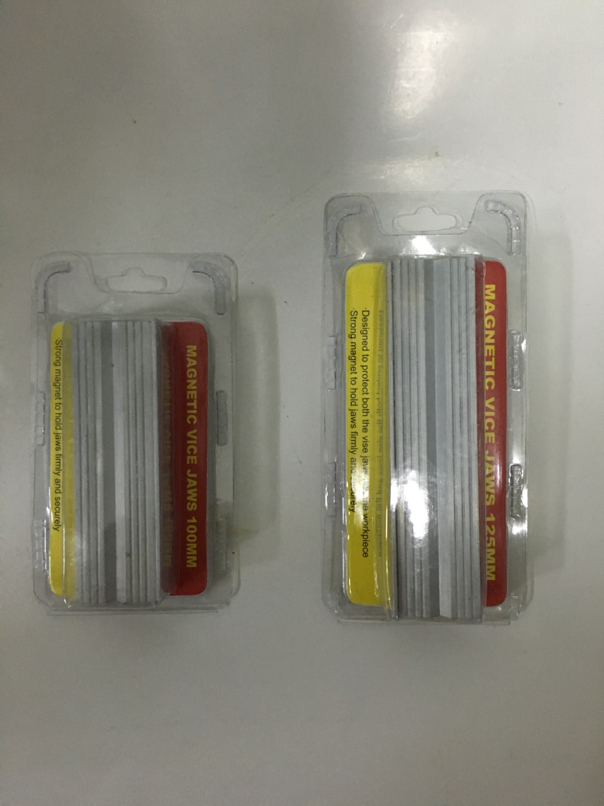 MAGNETIC VICE JAWS 100MM
·Strong magnet to hold jaws firmly and securely
MAGNETIC VICE JAWS 125MM
·Designed to protect both the vise jaws the workpiece
·Strong magnet to hold jaws firmly and securely